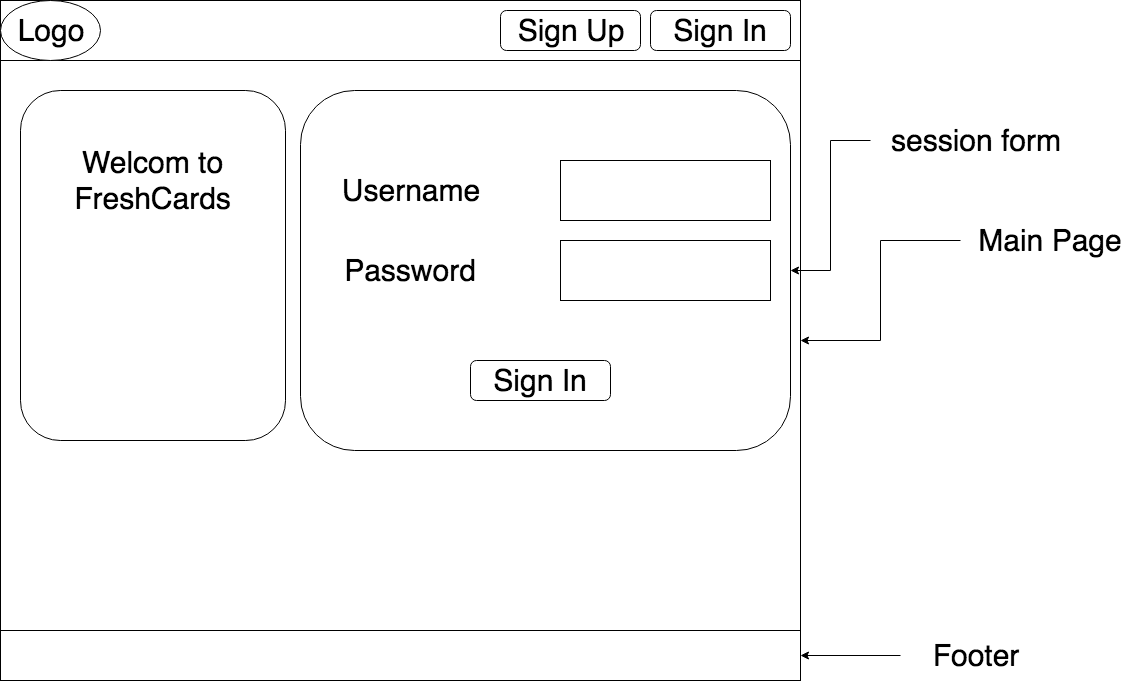 Logo
Sign Up
Sign In
Welcom to
FreshCards
Username
Password
Sign In
session form
Main Page
Footer